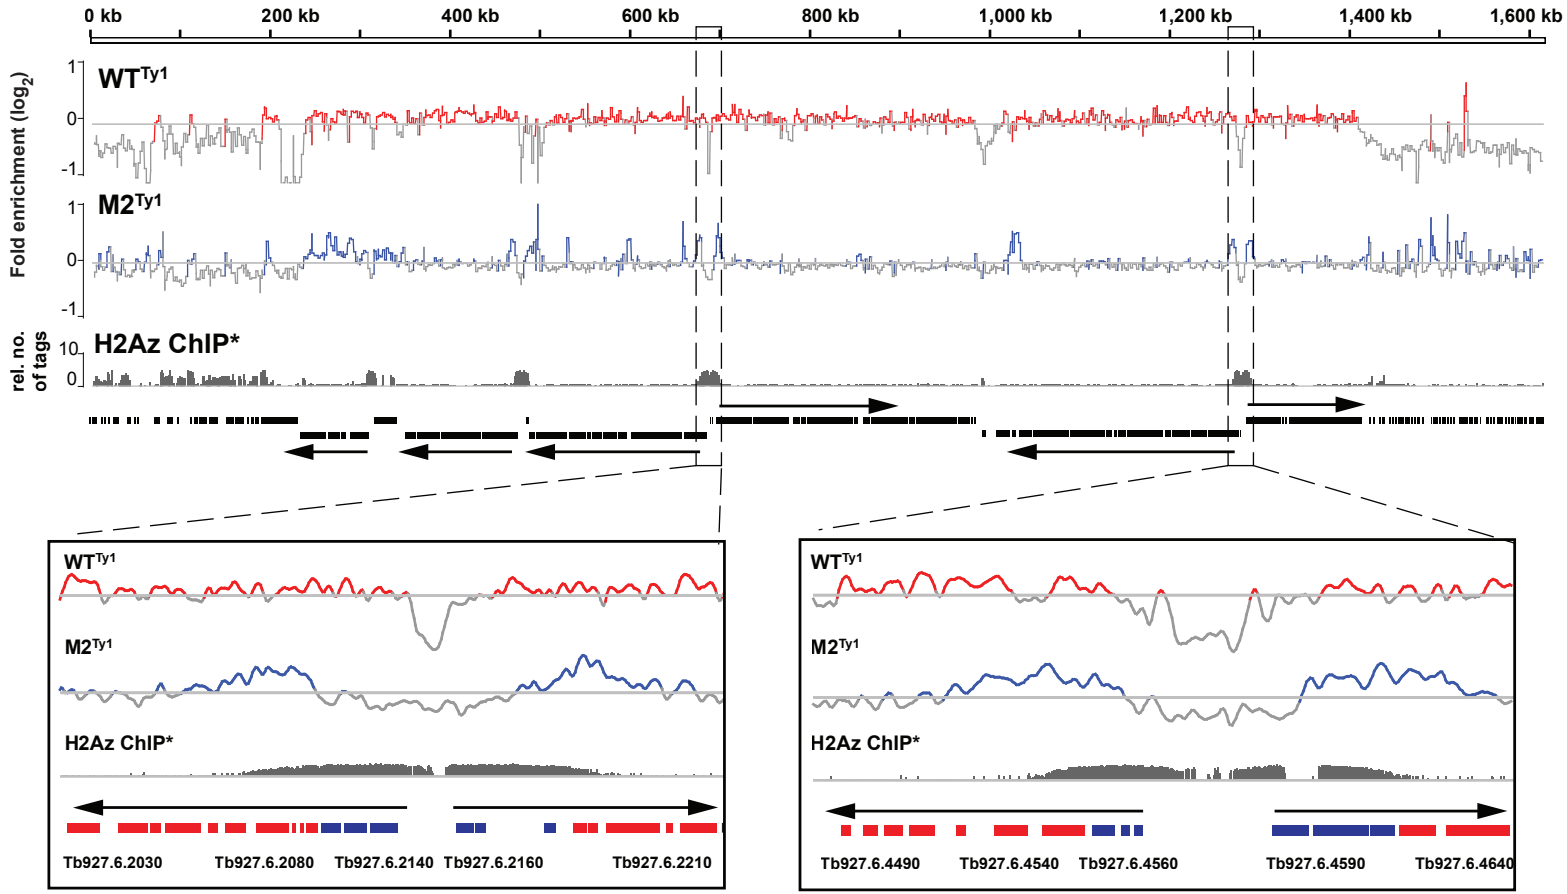 0 kb 200 kb 400 kb 600 kb 800 kb 1,000 kb 1,200 kb 1,400 kb 1,600 kb
Fold enrichment (log2)
1
0
-1
WTTy1
1
0
-1
M2Ty1
rel. no.
of tags
10
0
H2Az ChIP*
WTTy1
M2Ty1
H2Az ChIP*
Tb927.6.2030 Tb927.6.2080 Tb927.6.2140 Tb927.6.2160 Tb927.6.2210
WTTy1
M2Ty1
H2Az ChIP*
Tb927.6.4490 Tb927.6.4540 Tb927.6.4560 Tb927.6.4590 Tb927.6.4640